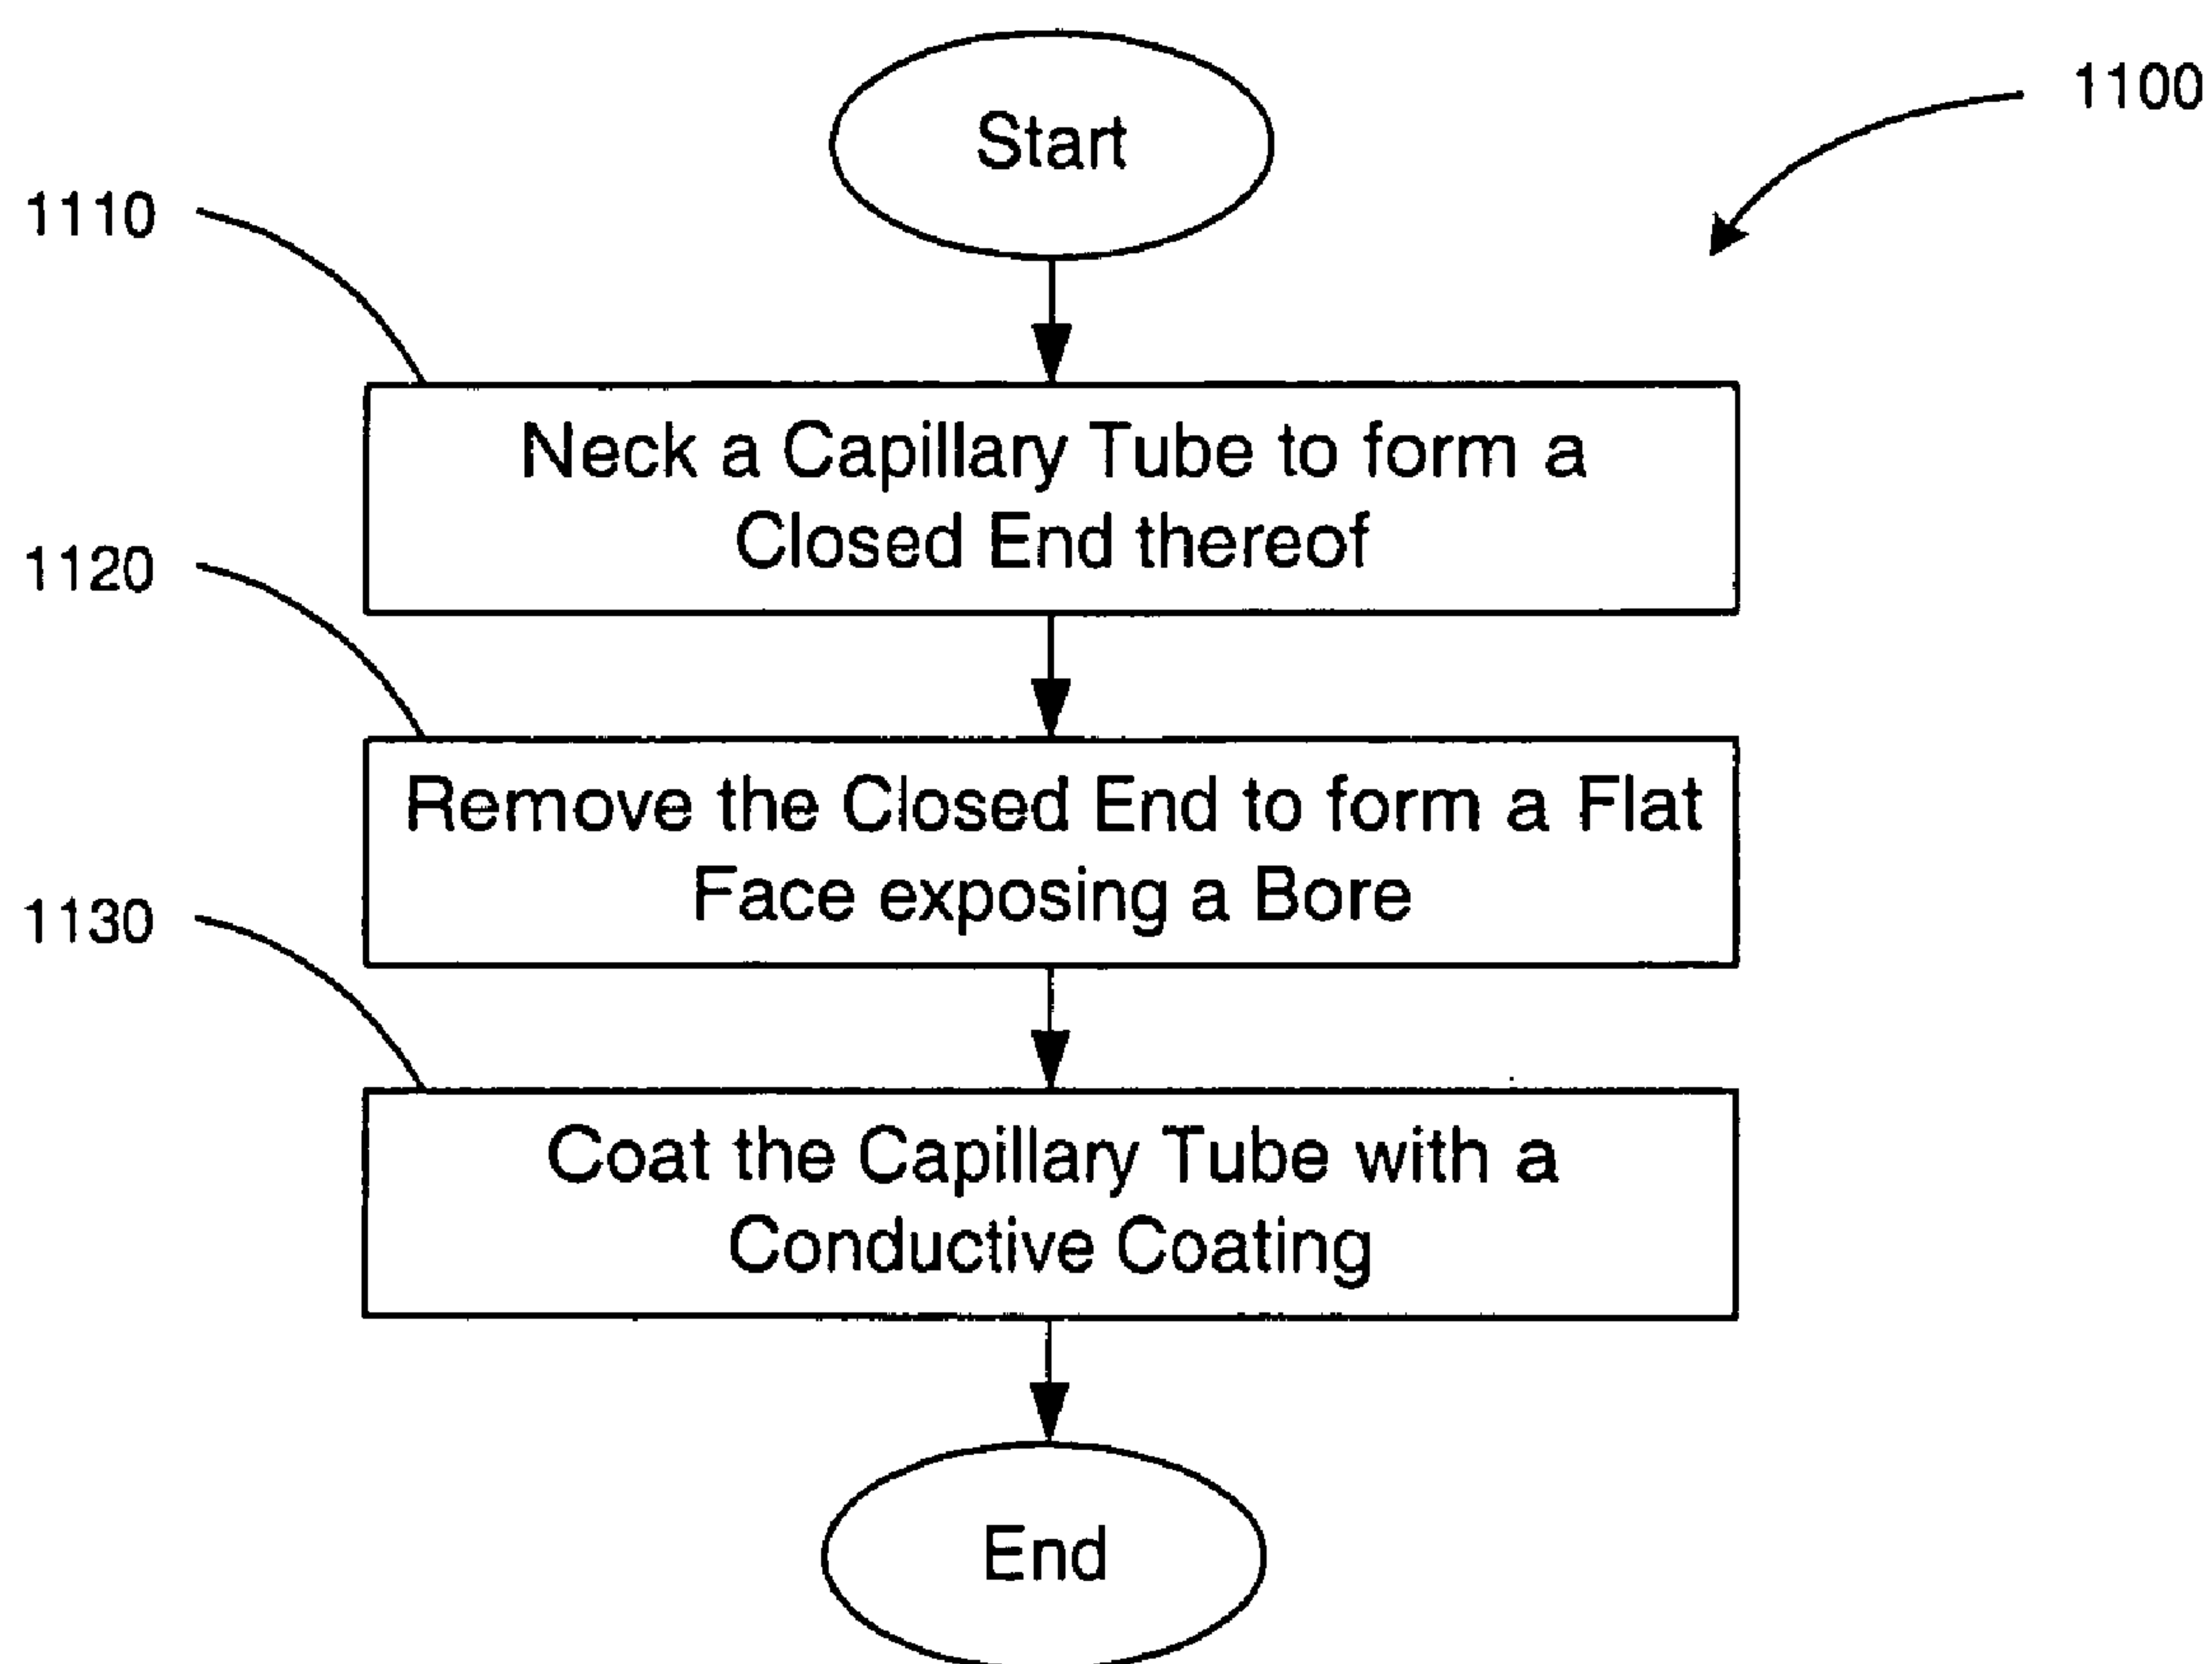 Start
1100
1110
Neck a Capillary Tube to form a
Closed End thereof
1120
Remove the Closed End to form a Flat
Face exposing a Bore
1130
Coat the Capillary Tube with a
Conductive Coating
End